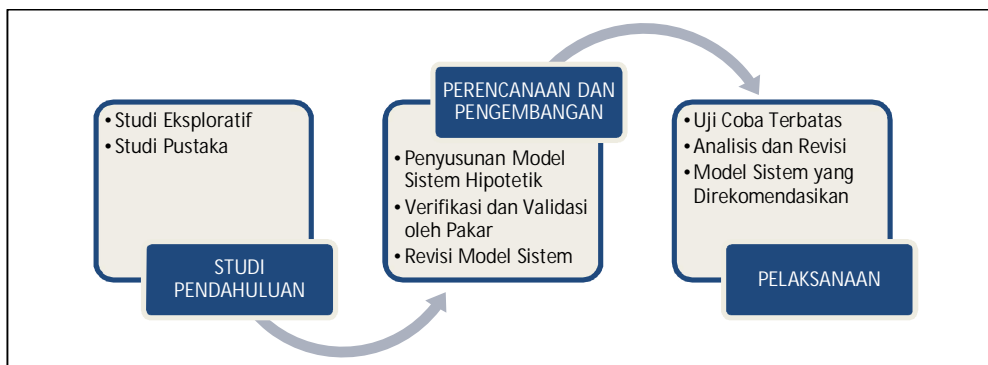 • Studi Eksploratif
• Studi Pustaka
STUDI
PENDAHULUAN
PERENCANAAN DAN
PENGEMBANGAN
• Penyusunan Model
Sistem Hipotetik
• Verifikasi dan Validasi
oleh Pakar
• Revisi Model Sistem
• Uji Coba Terbatas
• Analisis dan Revisi
• Model Sistem yang
Direkomendasikan
PELAKSANAAN